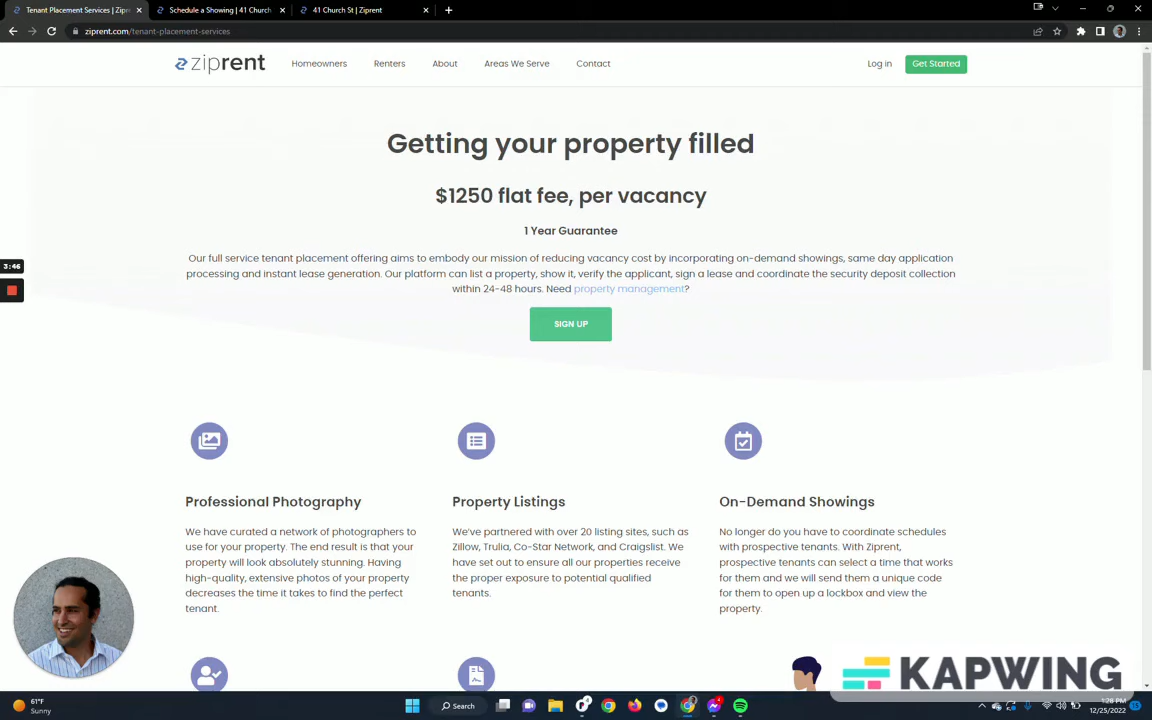 Tenant Placement Services | Zipr
Schedule a Showing | 41 Church
41 Church St | Ziprent
ziprent.com/tenant-placement-services
ziprent
Homeowners
Renters
About
Areas We Serve
Contact
Log in
Get Started
Getting your property filled
$1250 flat fee, per vacancy
1 Year Guarantee
3:46
Our full service tenant placement offering aims to embody our mission of reducing vacancy cost by incorporating on-demand showings, same day application
processing and instant lease generation. Our platform can list a property, show it, verify the applicant, sign a lease and coordinate the security deposit collection
within 24-48 hours. Need property management?
SIGN UP
Professional Photography
We have curated a network of photographers to
use for your property. The end result is that your
property will look absolutely stunning. Having
high-quality, extensive photos of your property
decreases the time it takes to find the perfect
tenant.
Property Listings
We've partnered with over 20 listing sites, such as
Zillow, Trulia, Co-Star Network, and Craigslist. We
have set out to ensure all our properties receive
the proper exposure to potential qualified
tenants.
On-Demand Showings
No longer do you have to coordinate schedules
with prospective tenants. With Ziprent,
prospective tenants can select a time that works
for them and we will send them a unique code
for them to open up a lockbox and view the
property.
KAPWING
61°F
Sunny
Search
1:28 PM
12/25/2022